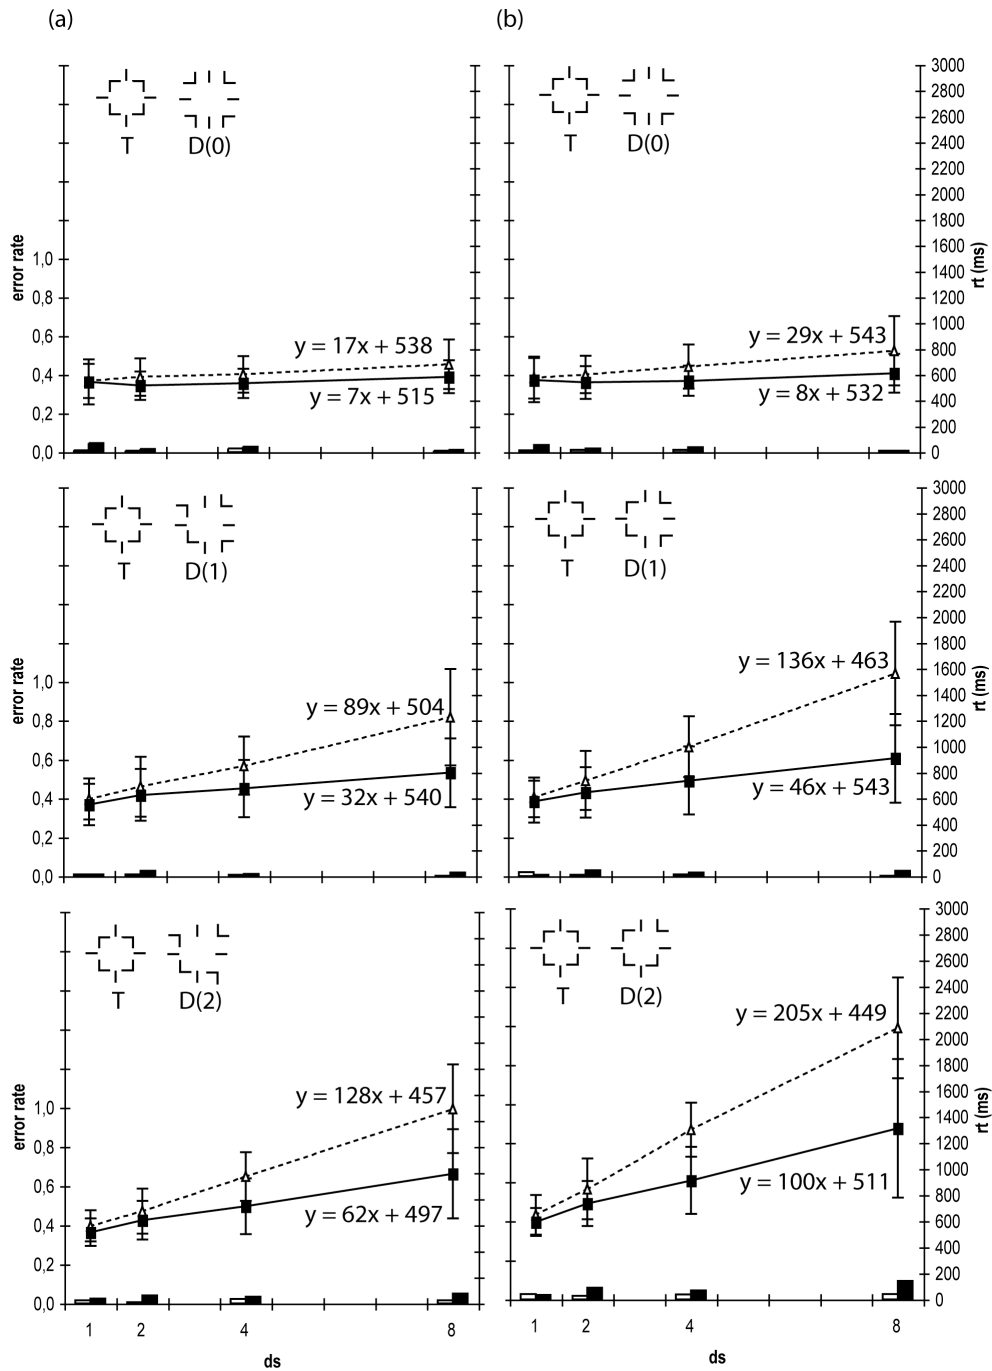 (a) (b)
T D(0)
error rate
1,0
0,8
0,6
0,4
0,2
0,0
y = 17x + 538
y = 7x + 515
T D(0)
y = 29x + 543
y = 8x + 532
3000
2800
2600
2400
2200
2000
1800
1600
1400
1200
1000
800
600
400
200
0
rt (ms)
T D(1)
error rate
1,0
0,8
0,6
0,4
0,2
0,0
y = 89x + 504
y = 32x + 540
T D(1)
y = 136x + 463
y = 46x + 543
3000
2800
2600
2400
2200
2000
1800
1600
1400
1200
1000
800
600
400
200
0
rt (ms)
T D(2)
error rate
1,0
0,8
0,6
0,4
0,2
0,0
y = 128x + 457
y = 62x + 497
1 2 4 8
ds
T D(2)
y = 205x + 449
y = 100x + 511
3000
2800
2600
2400
2200
2000
1800
1600
1400
1200
1000
800
600
400
200
0
rt (ms)
1 2 4 8
ds